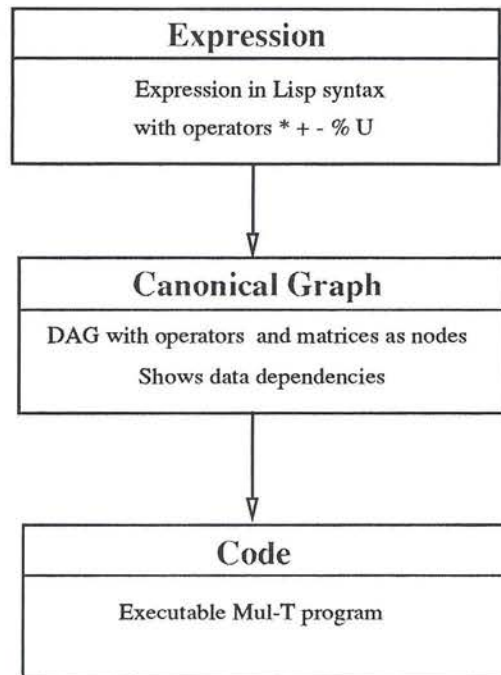 Expression
Expression in Lisp syntax
with operators * + - % U
Canonical Graph
DAG with operators and matrices as nodes
Shows data dependencies
Code
Executable Mul-T program